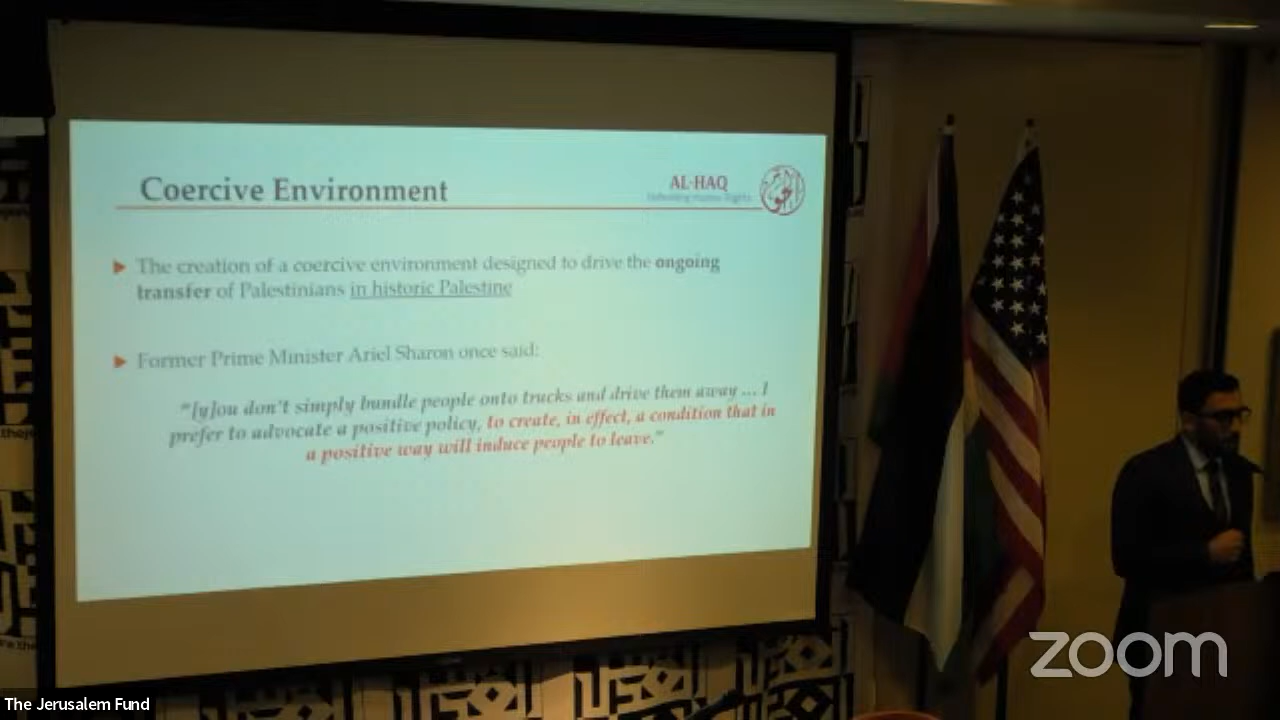 Coercive Environment
AL-HAQ
Defending Human Rights
The creation of a coercive environment designed to drive the ongoing
transfer of Palestinians in historic Palestine
Former Prime Minister Ariel Sharon once said:
"[y]ou don't simply bundle people onto trucks and drive them away ... I
prefer to advocate a positive policy, to create, in effect, a condition that in
a positive way will induce people to leave."
zoom
The Jerusalem Fund